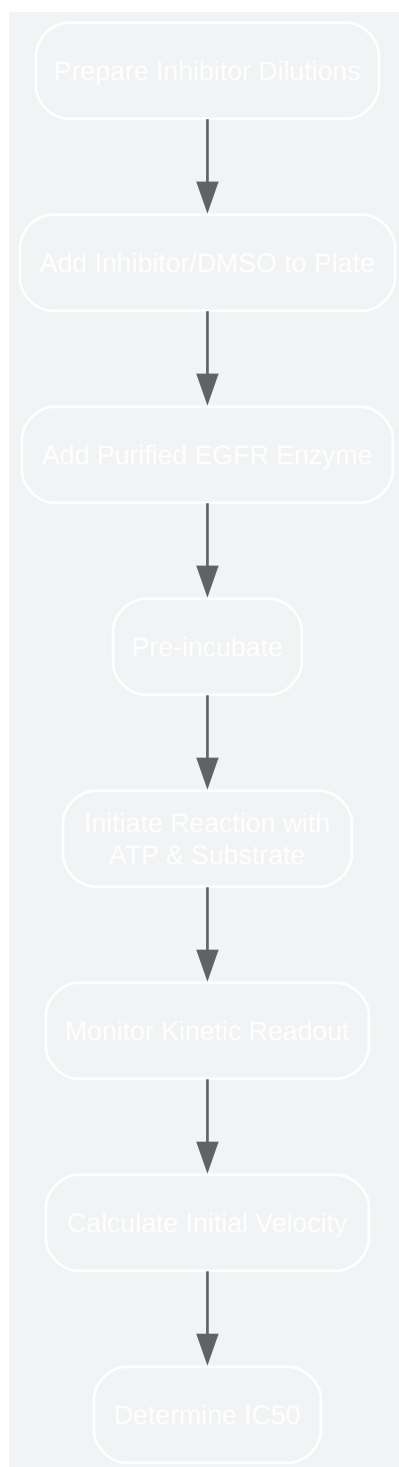 Prepare Inhibitor Dilutions
Add Inhibitor/DMSO to Plate
Add Purified EGFR Enzyme
Pre-incubate
Initiate Reaction with
ATP & Substrate
Monitor Kinetic Readout
Calculate Initial Velocity
Determine IC50